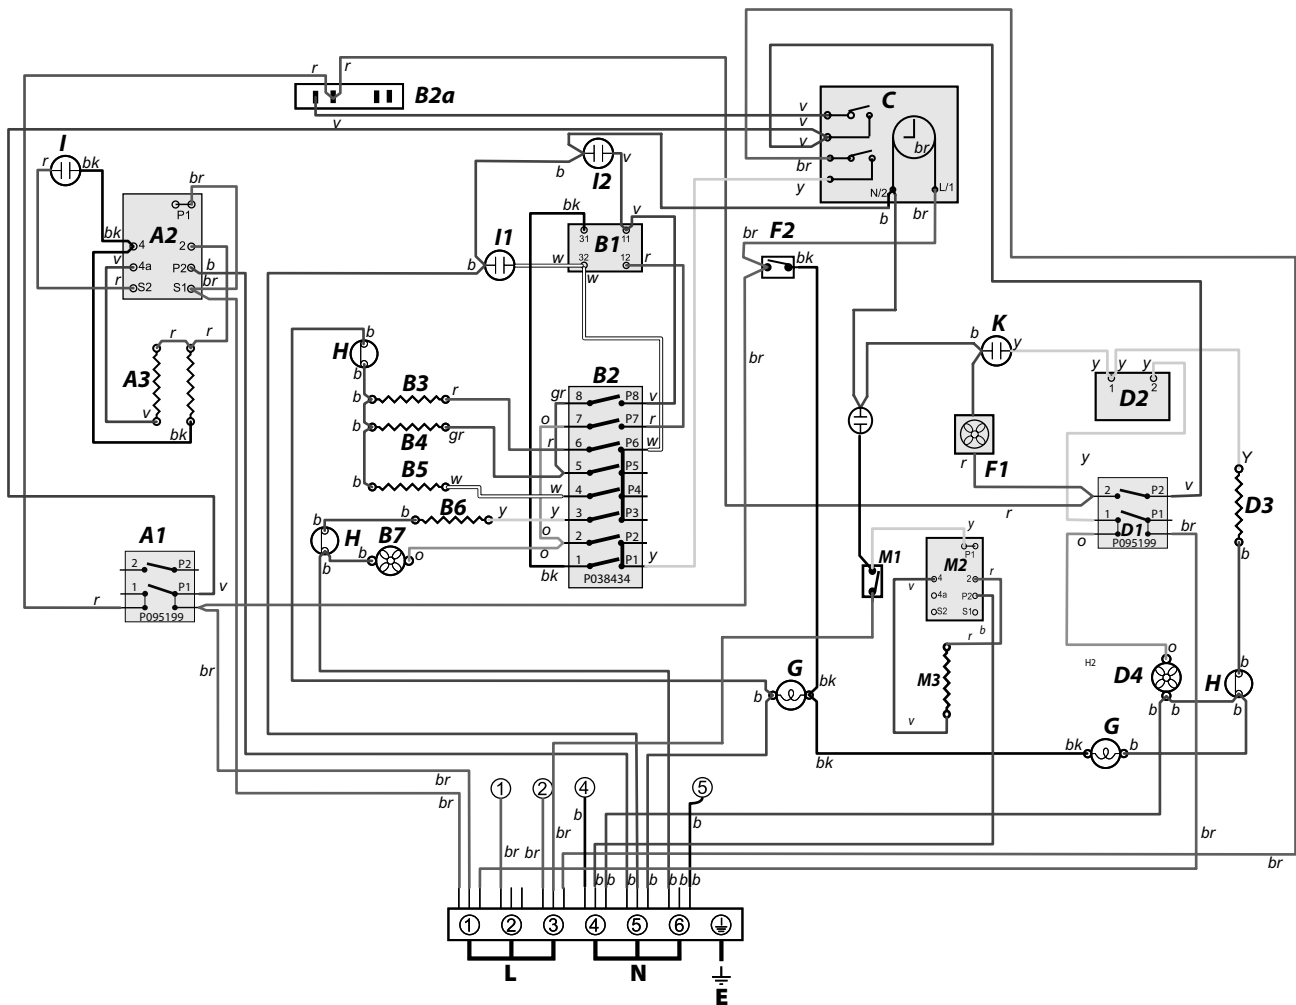 r
r
B2a
v
v
v
v
br
y
C
br
N/2
L/1
b
br
I
r
bk
br
P1
A2
bk
4
2
v
4a
P2
b
r
S2
S1
br
r
r
A3
v
bk
I2
b
v
bk
v
31
11
B1
I1
b
w
32
12
r
w
F2
br
bk
br
K
b
y
y
y
y
1
2
D2
F1
r
H
b
b
B3
b
r
B4
b
gr
B5
b
w
B6
b
y
H
b
B7
b
b
o
B2
gr
8
P8
v
o
7
P7
r
r
6
P6
w
5
P5
w
4
P4
y
3
P3
o
2
P2
o
bk
1
P1
y
P038434
A1
2
P2
1
P1
v
r
P095199
br
M1
y
P1
M2
v
4
2
r
4a
P2
S2
S1
r
b
M3
v
y
2
P2
v
r
1
P1
br
o
D1
P095199
Y
D3
b
H2
o
D4
b
b
H
b
b
G
b
bk
bk
G
bk
b
br
br
1
2
4
5
br
br
br
b
b
b
b
b
b
b
b
b
br
br
1
2
3
4
5
6
L
N
E